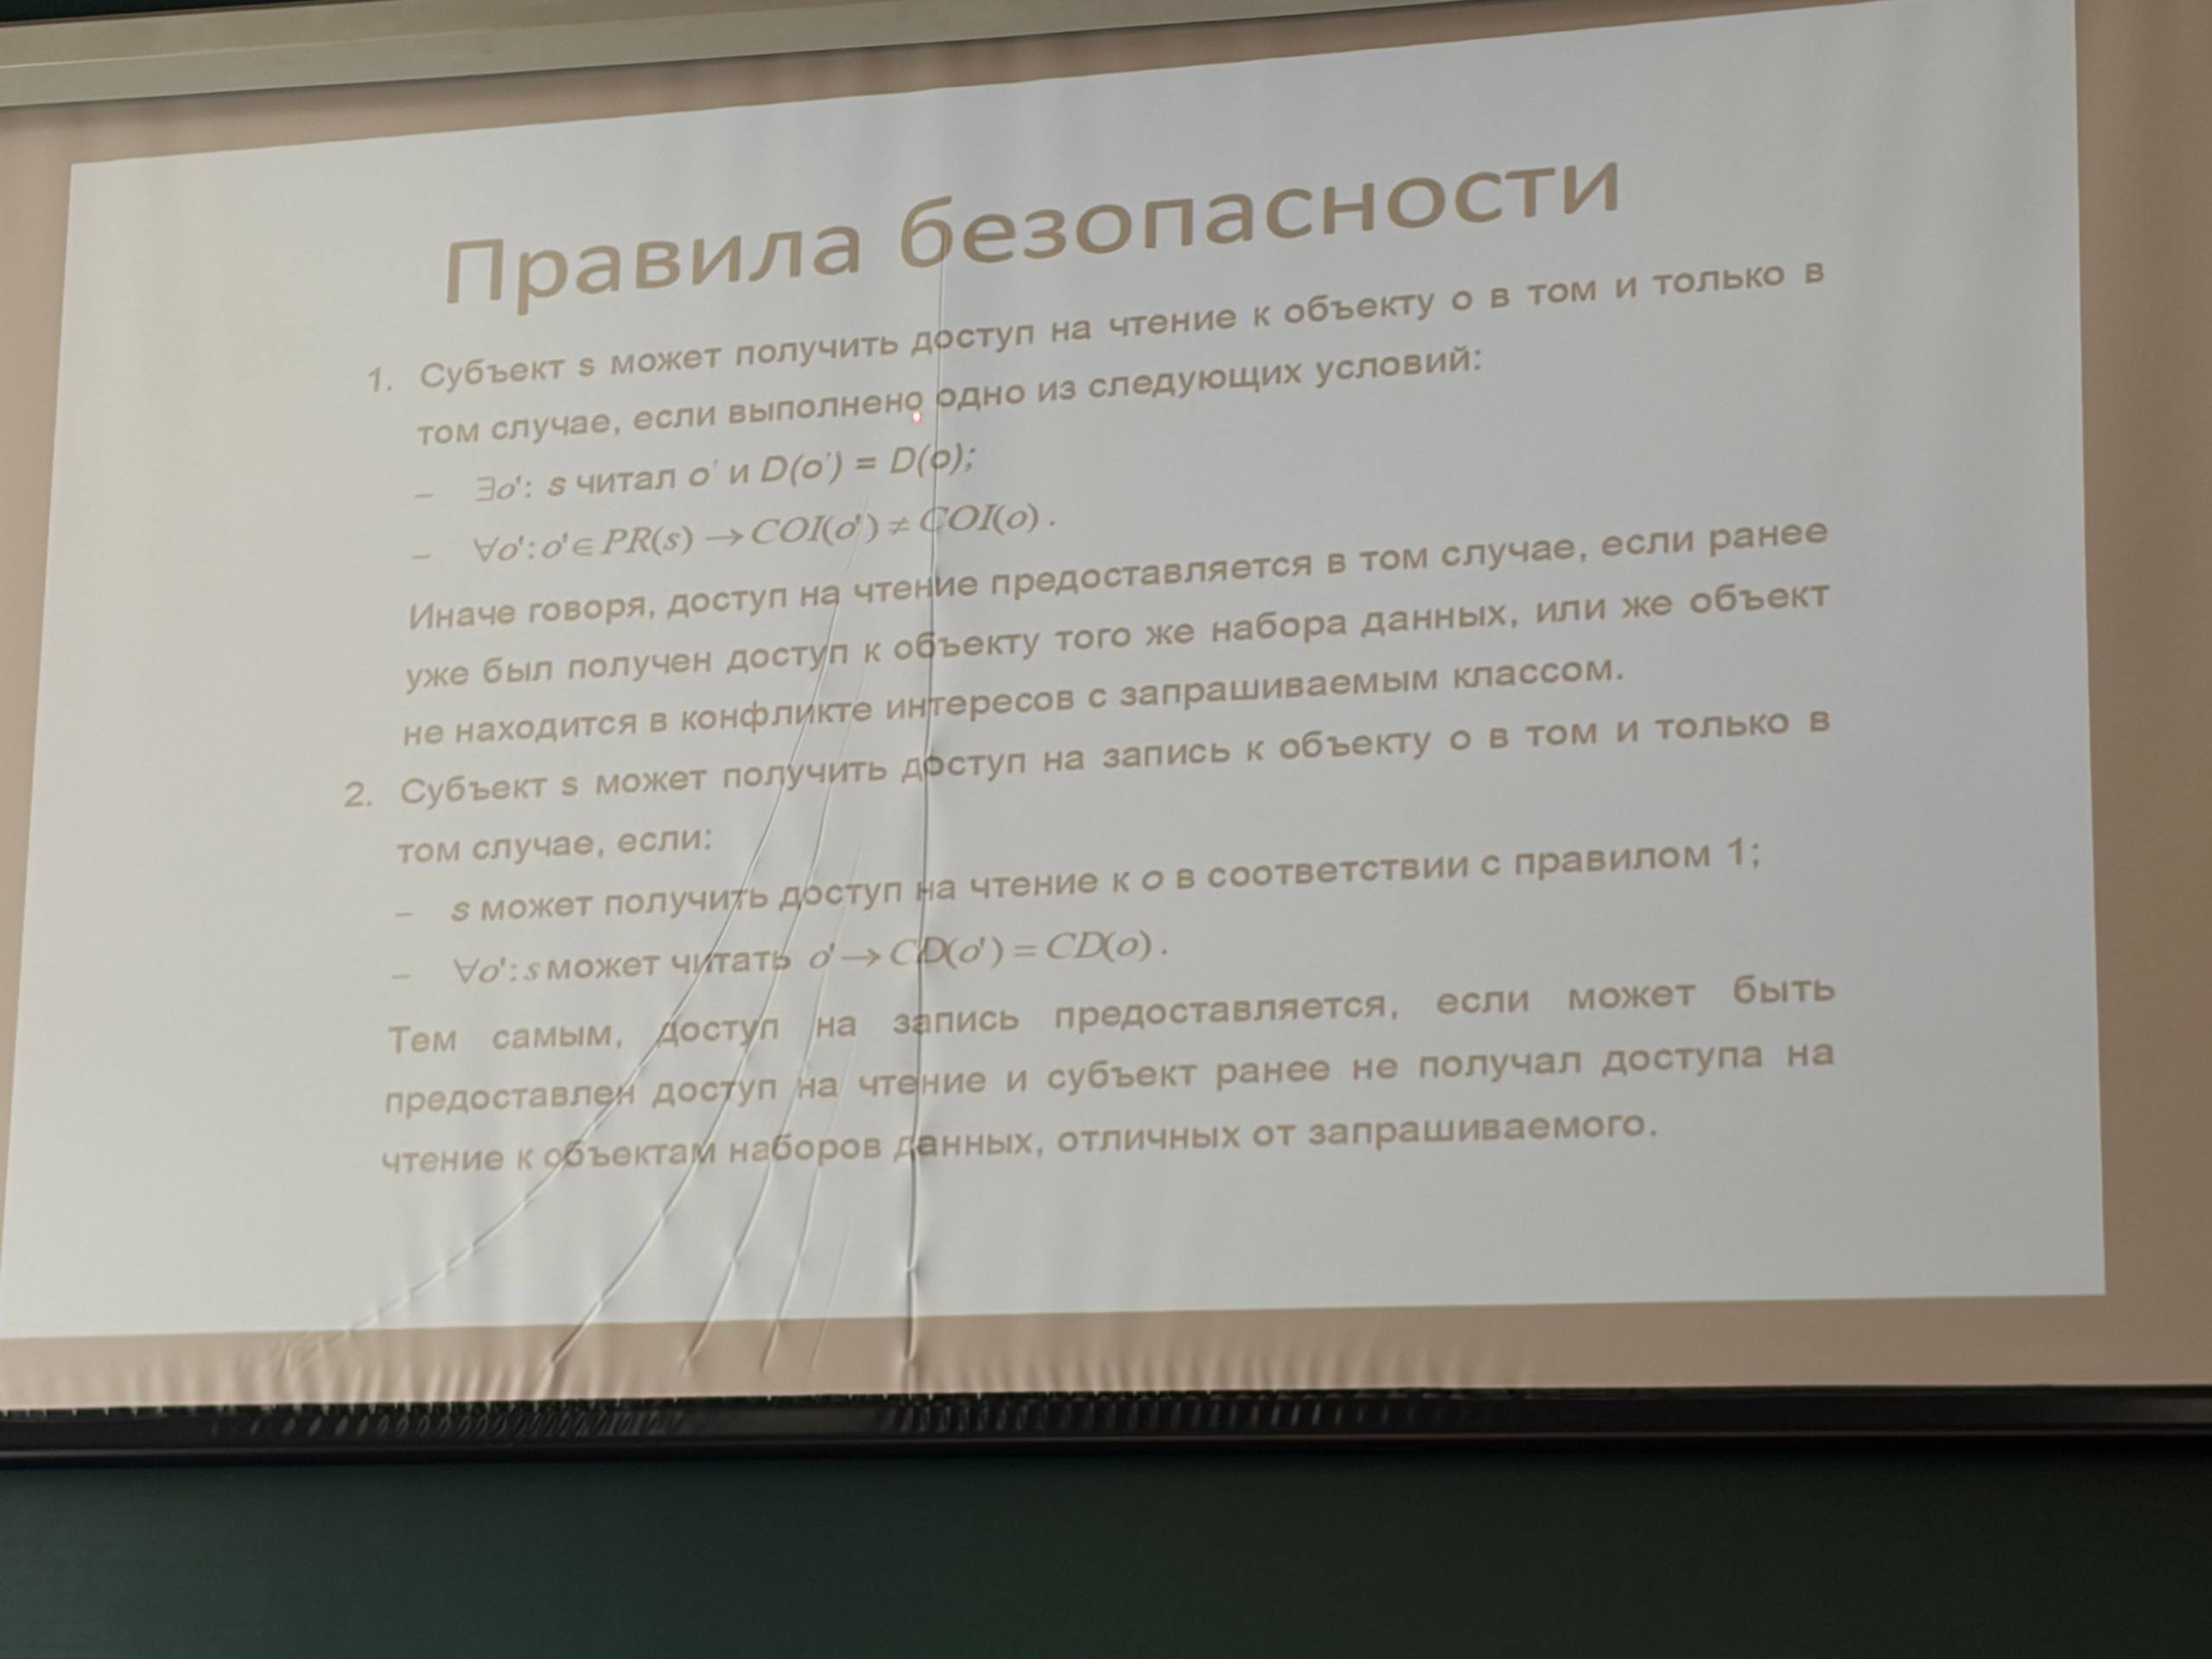 Правила безопасности
1. Субъект s может получить доступ на чтение к объекту о в том и только в
том случае, если выполнено одно из следующих условий:
– ∃o': s читал o' и D(o') = D(o);
– ∀o': o'∈PR(s) → COI(o') ≠ COI(o).
Иначе говоря, доступ на чтение предоставляется в том случае, если ранее
уже был получен доступ к объекту того же набора данных, или же объект
не находится в конфликте интересов с запрашиваемым классом.
2. Субъект s может получить доступ на запись к объекту о в том и только в
том случае, если:
– s может получить доступ на чтение к о в соответствии с правилом 1;
– ∀o': s может читать o' → CD(o') = CD(o).
Тем самым, доступ на запись предоставляется, если может быть
предоставлен доступ на чтение и субъект ранее не получал доступа на
чтение к объектам наборов данных, отличных от запрашиваемого.